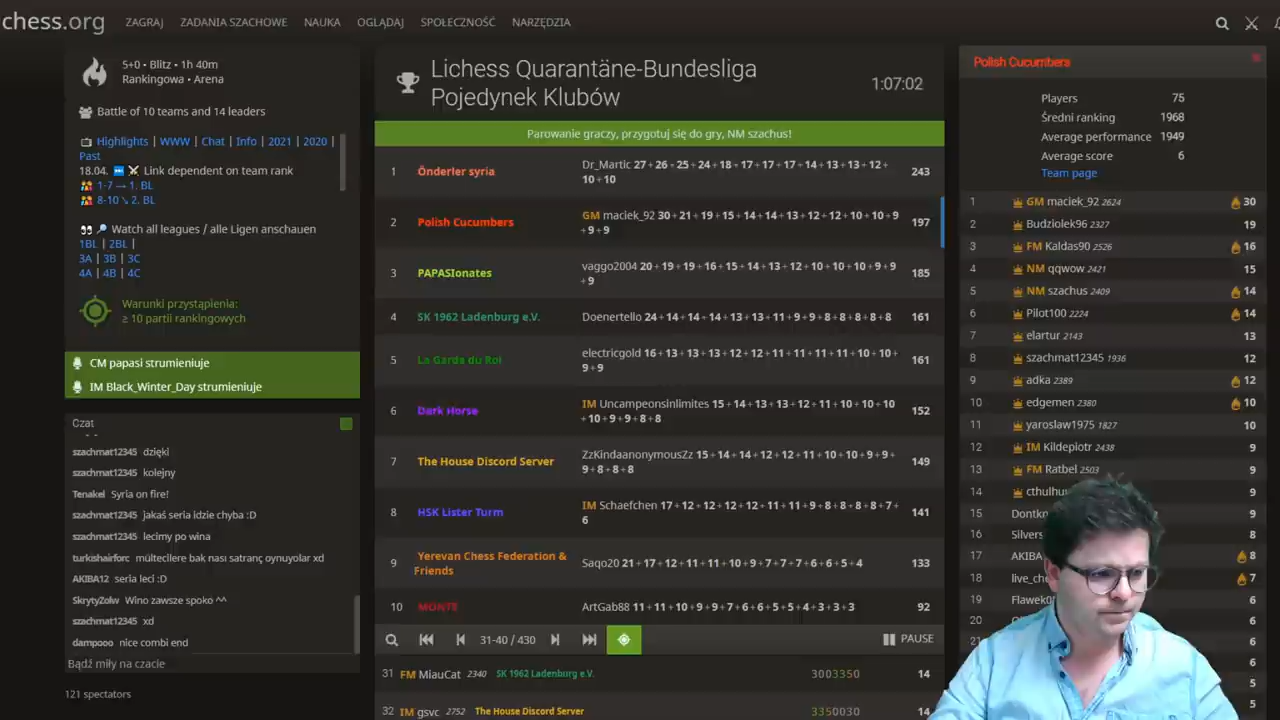 chess.org ZAGRAJ ZADANIA SZACHOWE NAUKA OGLĄDAJ SPOŁECZNOŚĆ NARZĘDZIA
5+0 • Blitz • 1h 40m
Rankingowa • Arena
Battle of 10 teams and 14 leaders
Highlights | WWW | Chat | Info | 2021 | 2020 |
Past
18.04. Link dependent on team rank
1-7 → 1. BL
8-10 ↘ 2. BL
Watch all leagues / alle Ligen anschauen
1BL | 2BL |
3A | 3B | 3C
4A | 4B | 4C
Warunki przystąpienia:
≥ 10 partii rankingowych
CM papasi strumieniuje
IM Black_Winter_Day strumieniuje
Czat
szachmat12345 dzięki
szachmat12345 kolejny
Tenakel Syria on fire!
szachmat12345 jakaś seria idzie chyba :D
szachmat12345 lecimy po wina
turkishairforc mültecilere bak nası satranç oynuyolar xd
AKIBA12 seria leci :D
SkrytyZolw Wino zawsze spoko ^^
szachmat12345 xd
dampooo nice combi end
Bądź miły na czacie
121 spectators
Lichess Quarantäne-Bundesliga
Pojedynek Klubów
1:07:02
Parowanie graczy, przygotuj się do gry, NM szachus!
1 Önderler syria Dr_Martic 27+26+25+24+18+17+17+17+14+13+13+12+
10+10 243
2 Polish Cucumbers GM maciek_92 30+21+19+15+14+14+13+12+12+10+10+9
+9+9 197
3 PAPASIonates vaggo2004 20+19+19+16+15+14+13+12+10+10+10+9+9
+9 185
4 SK 1962 Ladenburg e.V. Doenertello 24+14+14+14+13+13+11+9+9+8+8+8+8+8 161
5 La Garde du Roi electricgold 16+13+13+13+12+12+11+11+11+11+10+10+
9+9 161
6 Dark Horse IM Uncampeonsinlimites 15+14+13+13+12+11+10+10+10
+10+9+9+8+8 152
7 The House Discord Server ZzKindaanonymousZz 15+14+14+12+12+11+10+10+9+9+
9+8+8+8 149
8 HSK Lister Turm IM Schaefchen 17+12+12+12+12+11+11+9+8+8+8+8+7+
6 141
9 Yerevan Chess Federation &
Friends Saqo20 21+17+12+11+11+10+9+7+7+6+6+5+4 133
10 MONTE ArtGab88 11+11+10+9+9+7+6+6+5+5+4+3+3+3 92
31-40 / 430 PAUSE
31 FM MiauCat 2340 SK 1962 Ladenburg e.V. 3003350 14
32 IM gsvc 2752 The House Discord Server 3350030 14
Polish Cucumbers
Players 75
Średni ranking 1968
Average performance 1949
Average score 6
Team page
1 GM maciek_92 2624 30
2 Budziolek96 2327 19
3 FM Kaldas90 2526 16
4 NM qqwow 2421 15
5 NM szachus 2409 14
6 Pilot100 2224 14
7 elartur 2143 13
8 szachmat12345 1936 12
9 adka 2389 12
10 edgemen 2380 10
11 yaroslaw1975 1827 10
12 IM Kildepiotr 2438 9
13 FM Ratbel 2503 9
14 cthulhu 9
15 Dontkn 9
16 Silvers 8
17 AKIBA 8
18 live_che 7
19 Flawek0 6
20 6
21 6
6
5
5